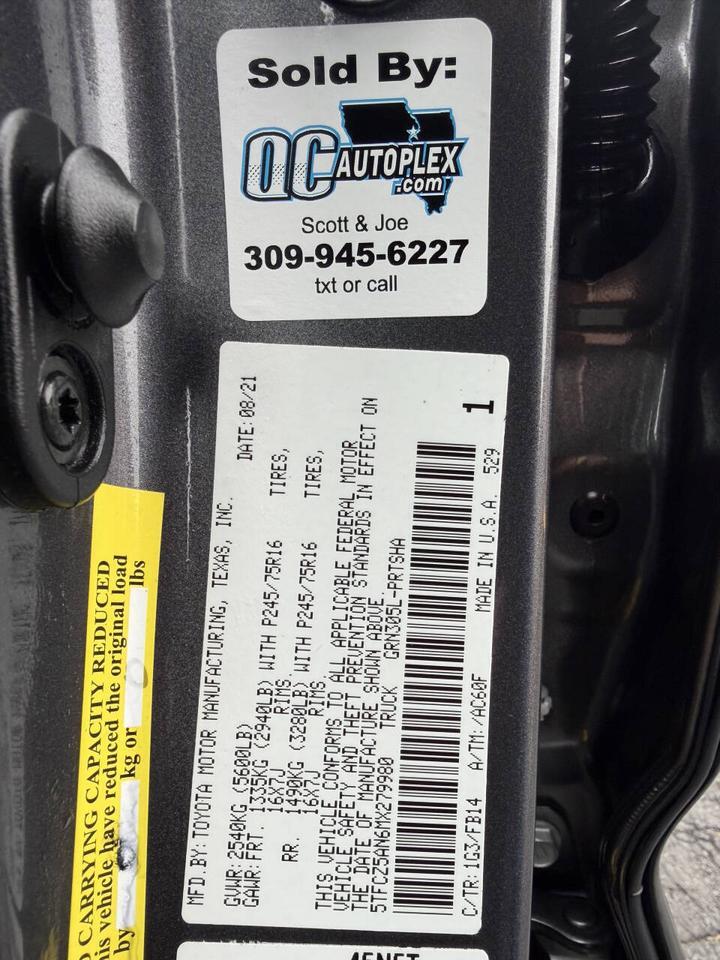 Sold By:
QC AUTOPLEX
.com
Scott & Joe
309-945-6227
txt or call
MFD.BY:TOYOTA MOTOR MANUFACTURING, TEXAS, INC. DATE:08/21
GVWR:2540KG (5600LB)
GAWR:FRT. 1335KG (2940LB) WITH P245/75R16 TIRES,
16X7J RIMS.
RR. 1490KG (3280LB) WITH P245/75R16 TIRES,
16X7J RIMS.
THIS VEHICLE CONFORMS TO ALL APPLICABLE FEDERAL MOTOR
VEHICLE SAFETY AND THEFT PREVENTION STANDARDS IN EFFECT ON
THE DATE OF MANUFACTURE SHOWN ABOVE.
5TFCZ5AN6MX279980 TRUCK GRN305L-PRTSHA
1
C/TR:1G3/FB14 A/TM:-/AC60F MADE IN U.S.A. 529
CARRYING CAPACITY REDUCED
this vehicle have reduced the original load
by kg or lbs